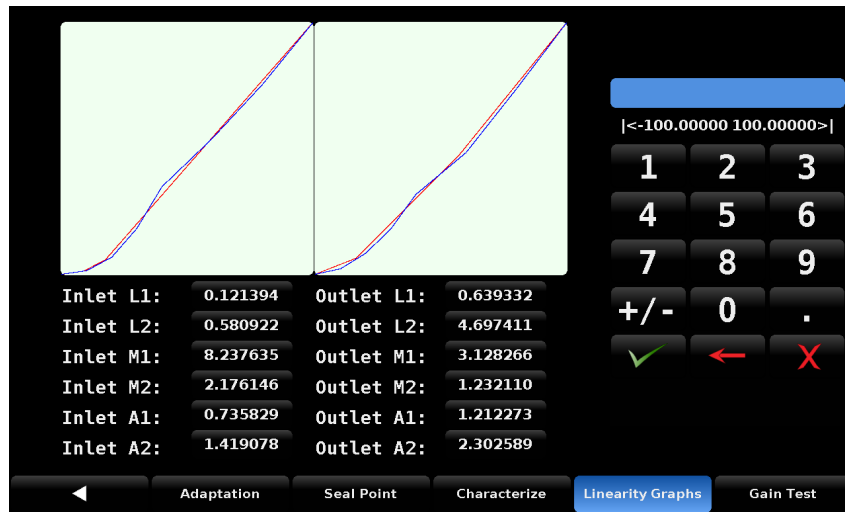 |<-100.00000 100.00000>|
1 2 3
4 5 6
7 8 9
+/- 0 .
X
Inlet L1: 0.121394 Outlet L1: 0.639332
Inlet L2: 0.580922 Outlet L2: 4.697411
Inlet M1: 8.237635 Outlet M1: 3.128266
Inlet M2: 2.176146 Outlet M2: 1.232110
Inlet A1: 0.735829 Outlet A1: 1.212273
Inlet A2: 1.419078 Outlet A2: 2.302589
Adaptation Seal Point Characterize Linearity Graphs Gain Test